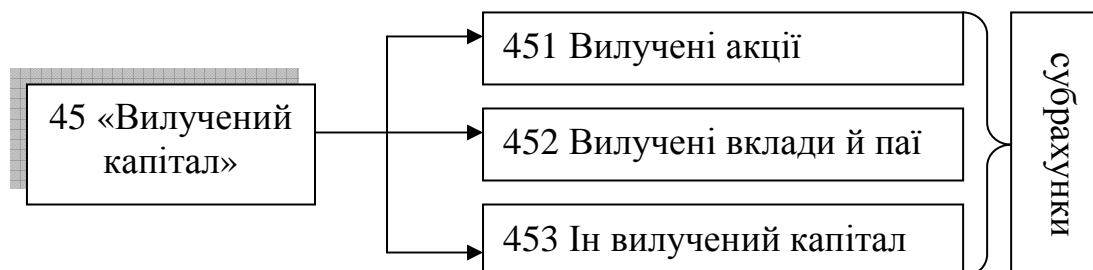 45 «Вилучений
капітал»
451 Вилучені акції
452 Вилучені вклади й паї
453 Ін вилучений капітал
субрахунки